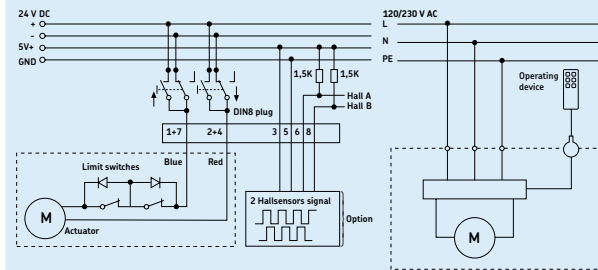 24 V DC
+
-
5V+
GND
1,5K
1,5K
Hall A
Hall B
DIN8 plug
1+7
2+4
3
5
6
8
Blue
Red
Limit switches
M
Actuator
2 Hallsensors signal
Option
120/230 V AC
L
N
PE
Operating
device
M